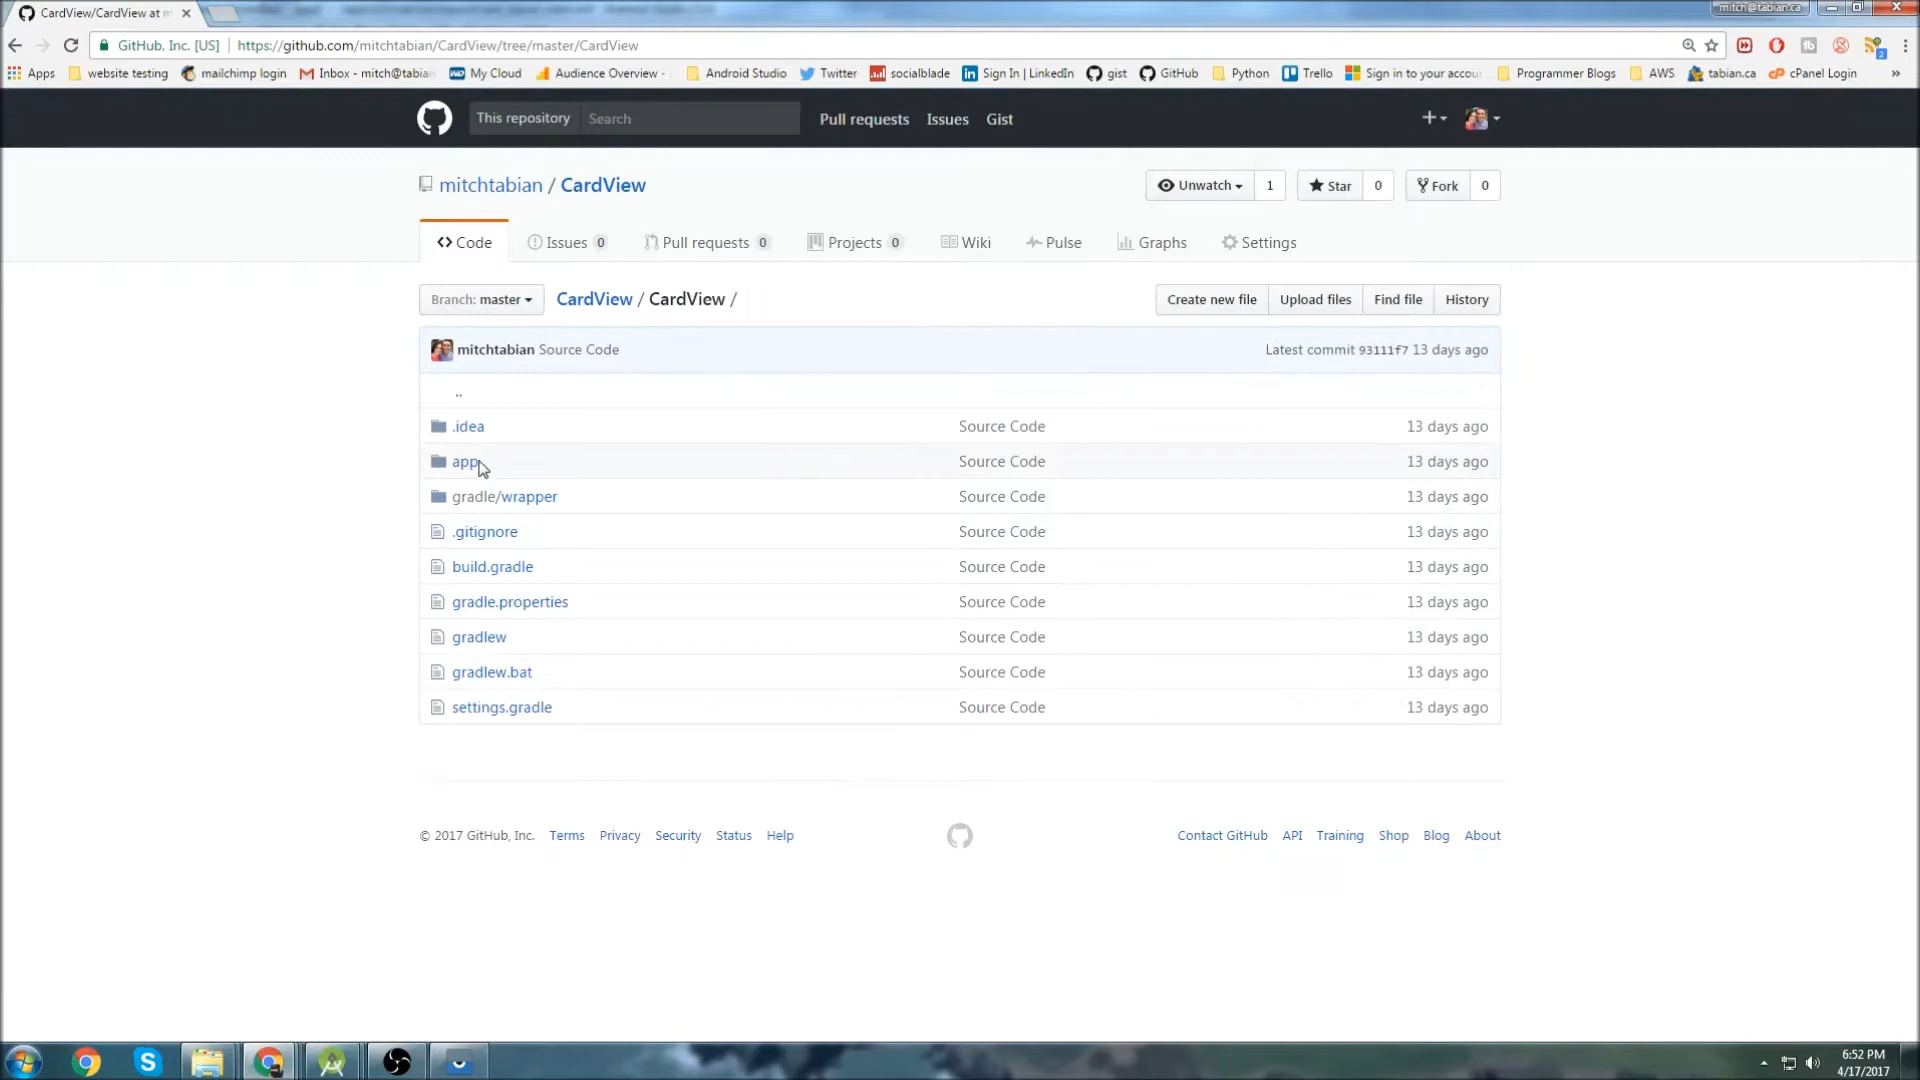 CardView/CardView at m
mitch@tabian.ca
GitHub, Inc. [US] https://github.com/mitchtabian/CardView/tree/master/CardView
Apps website testing mailchimp login Inbox - mitch@tabian My Cloud Audience Overview - Android Studio Twitter socialblade Sign In | LinkedIn gist GitHub Python Trello Sign in to your accou Programmer Blogs AWS tabian.ca cPanel Login »
This repository Search Pull requests Issues Gist
mitchtabian / CardView Unwatch 1 Star 0 Fork 0
Code Issues 0 Pull requests 0 Projects 0 Wiki Pulse Graphs Settings
Branch: master CardView / CardView / Create new file Upload files Find file History
mitchtabian Source Code Latest commit 93111f7 13 days ago
..
.idea Source Code 13 days ago
app Source Code 13 days ago
gradle/wrapper Source Code 13 days ago
.gitignore Source Code 13 days ago
build.gradle Source Code 13 days ago
gradle.properties Source Code 13 days ago
gradlew Source Code 13 days ago
gradlew.bat Source Code 13 days ago
settings.gradle Source Code 13 days ago
© 2017 GitHub, Inc. Terms Privacy Security Status Help Contact GitHub API Training Shop Blog About
6:52 PM
4/17/2017